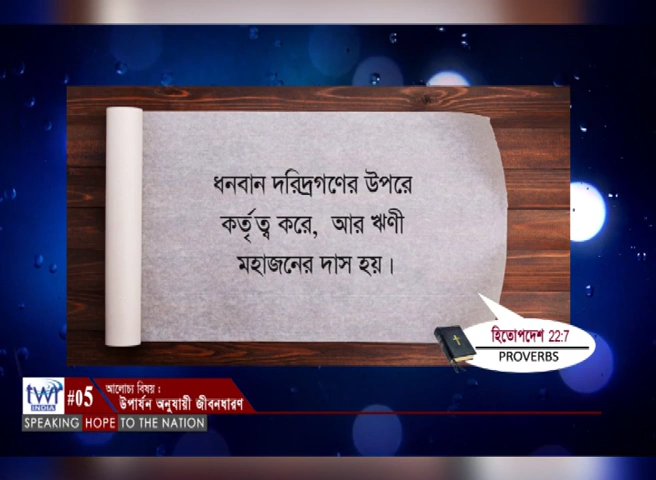 ধনবান দরিদ্রগণের উপরে
কর্তৃত্ব করে, আর ঋণী
মহাজনের দাস হয়।
হিতোপদেশ 22:7
PROVERBS
twr
INDIA
#05
আলোচ্য বিষয় :
উপার্যন অনুযায়ী জীবনধারণ
SPEAKING HOPE TO THE NATION